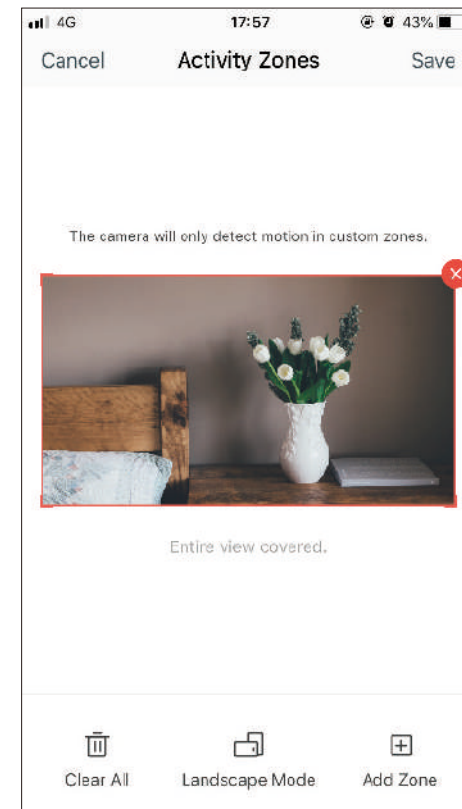 4G 17:57 43%
Cancel Activity Zones Save
The camera will only detect motion in custom zones.
Entire view covered.
Clear All Landscape Mode Add Zone